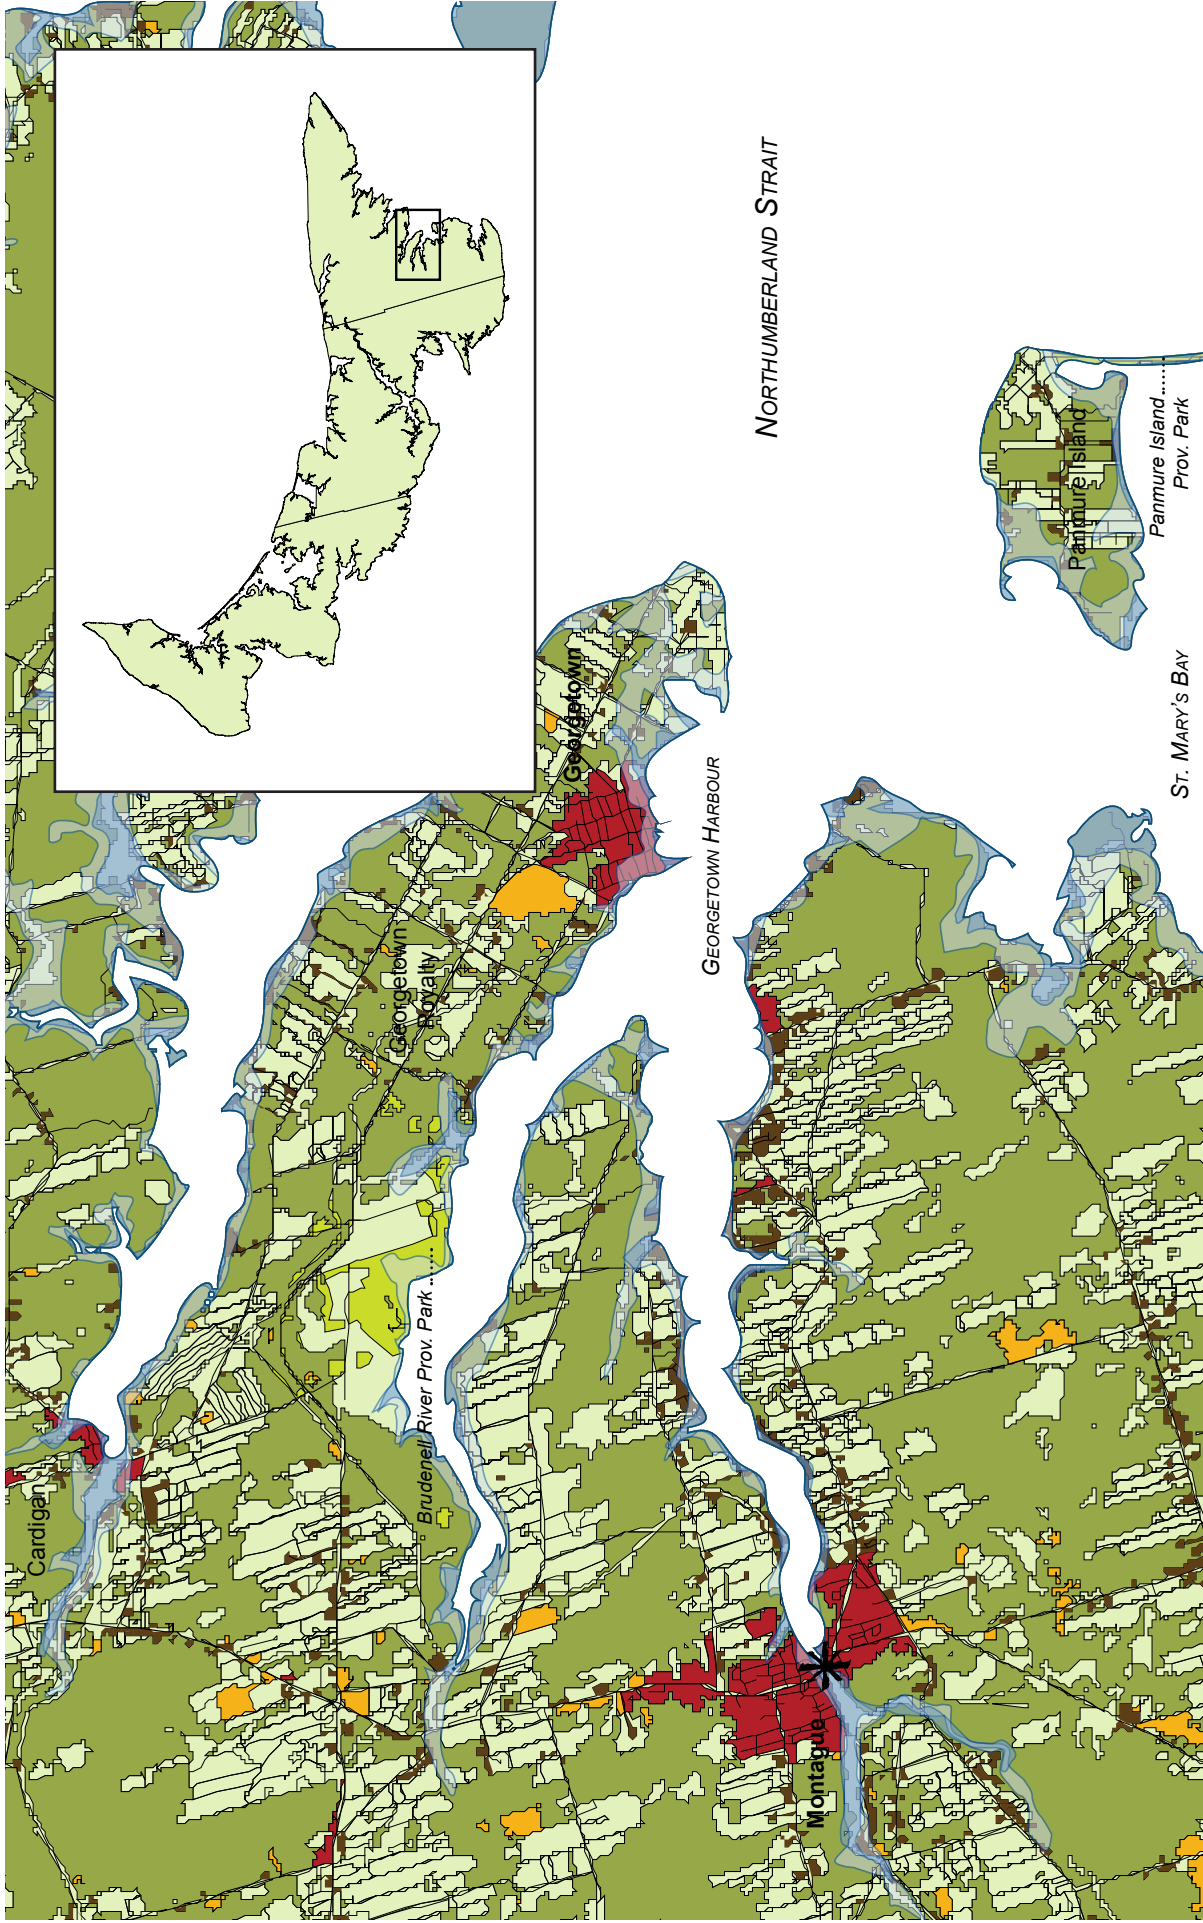 Cardigan
Georgetown
Royalty
Brudenell River Prov. Park ........
Georgetown
GEORGETOWN HARBOUR
NORTHUMBERLAND STRAIT
Montague
Panmure Island
Panmure Island.......
Prov. Park
ST. MARY'S BAY